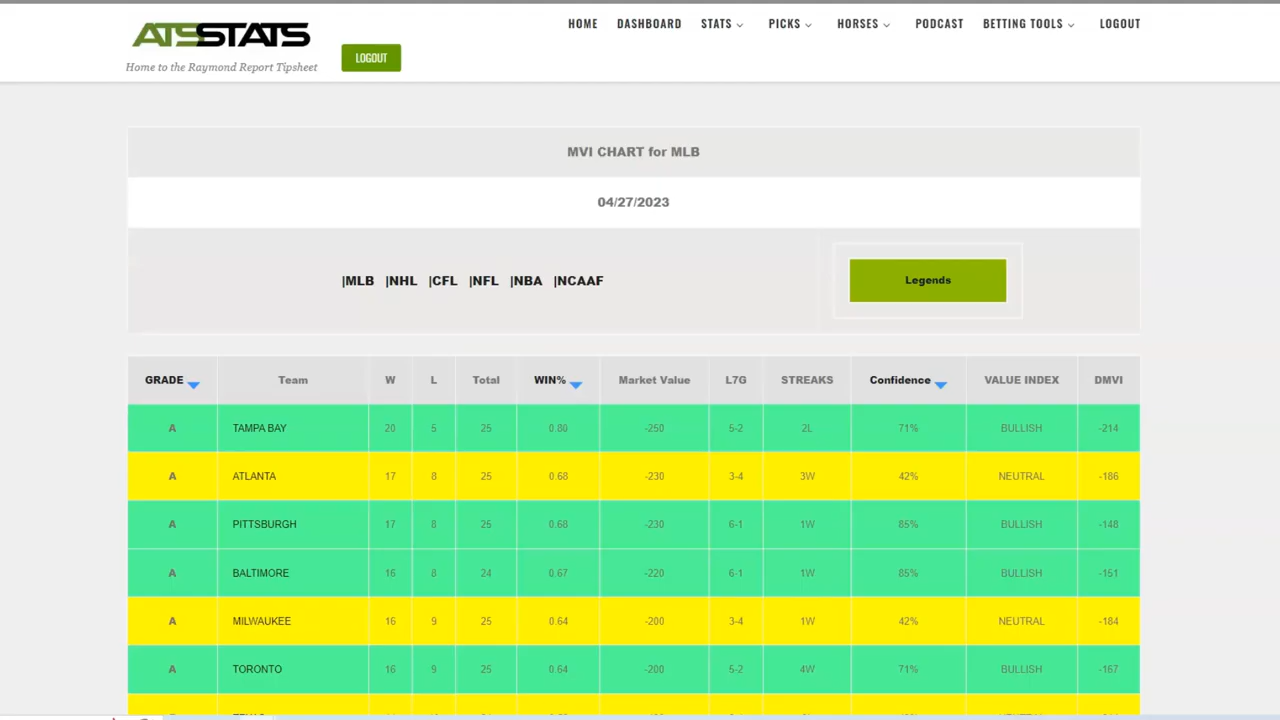 HOME DASHBOARD STATS PICKS HORSES PODCAST BETTING TOOLS LOGOUT
ATSSTATS
LOGOUT
Home to the Raymond Report Tipsheet
MVI CHART for MLB
04/27/2023
|MLB |NHL |CFL |NFL |NBA |NCAAF
Legends
GRADE Team W L Total WIN% Market Value L7G STREAKS Confidence VALUE INDEX DMVI
A TAMPA BAY 20 5 25 0.80 -250 5-2 2L 71% BULLISH -214
A ATLANTA 17 8 25 0.68 -230 3-4 3W 42% NEUTRAL -186
A PITTSBURGH 17 8 25 0.68 -230 6-1 1W 85% BULLISH -148
A BALTIMORE 16 8 24 0.67 -220 6-1 1W 85% BULLISH -151
A MILWAUKEE 16 9 25 0.64 -200 3-4 1W 42% NEUTRAL -184
A TORONTO 16 9 25 0.64 -200 5-2 4W 71% BULLISH -167